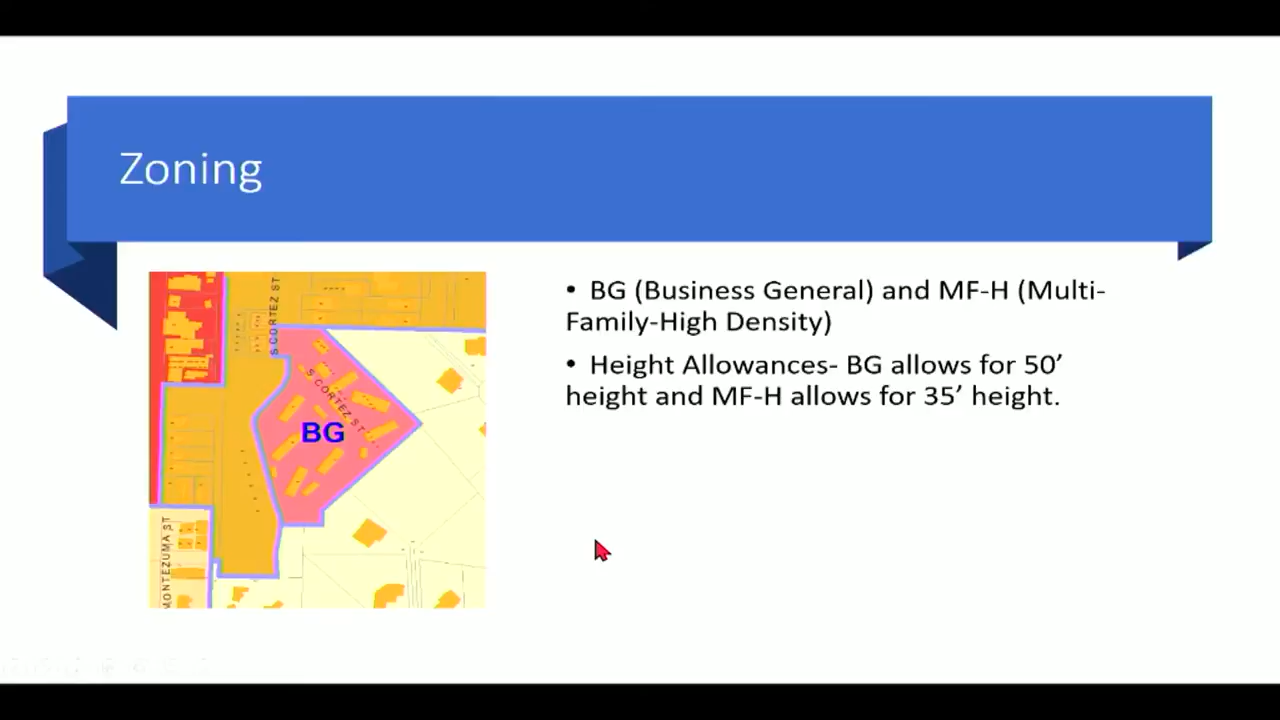 Zoning
S CORTEZ ST
S CORTEZ ST
BG
MONTEZUMA ST
• BG (Business General) and MF-H (Multi-
Family-High Density)
• Height Allowances- BG allows for 50’
height and MF-H allows for 35’ height.